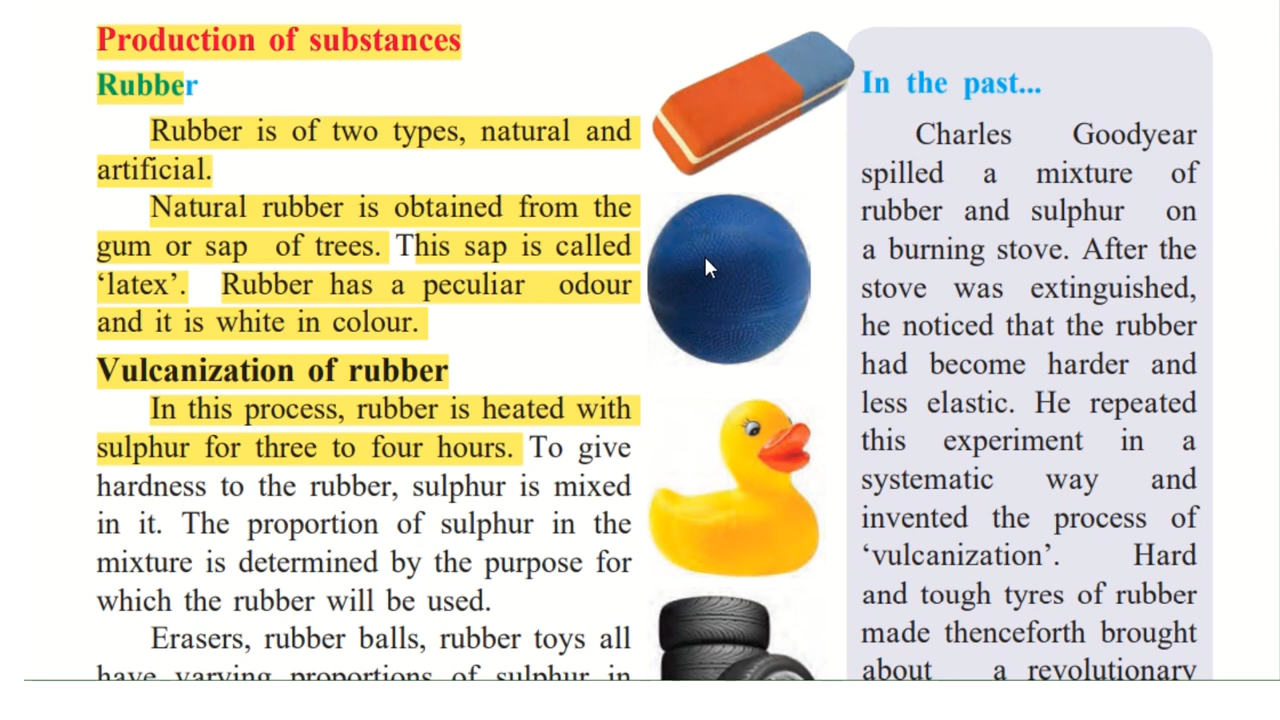 Production of substances
Rubber
Rubber is of two types, natural and
artificial.
Natural rubber is obtained from the
gum or sap of trees. This sap is called
‘latex’. Rubber has a peculiar odour
and it is white in colour.
Vulcanization of rubber
In this process, rubber is heated with
sulphur for three to four hours. To give
hardness to the rubber, sulphur is mixed
in it. The proportion of sulphur in the
mixture is determined by the purpose for
which the rubber will be used.
Erasers, rubber balls, rubber toys all
have varying proportions of sulphur in
In the past...
Charles Goodyear
spilled a mixture of
rubber and sulphur on
a burning stove. After the
stove was extinguished,
he noticed that the rubber
had become harder and
less elastic. He repeated
this experiment in a
systematic way and
invented the process of
‘vulcanization’. Hard
and tough tyres of rubber
made thenceforth brought
about a revolutionary